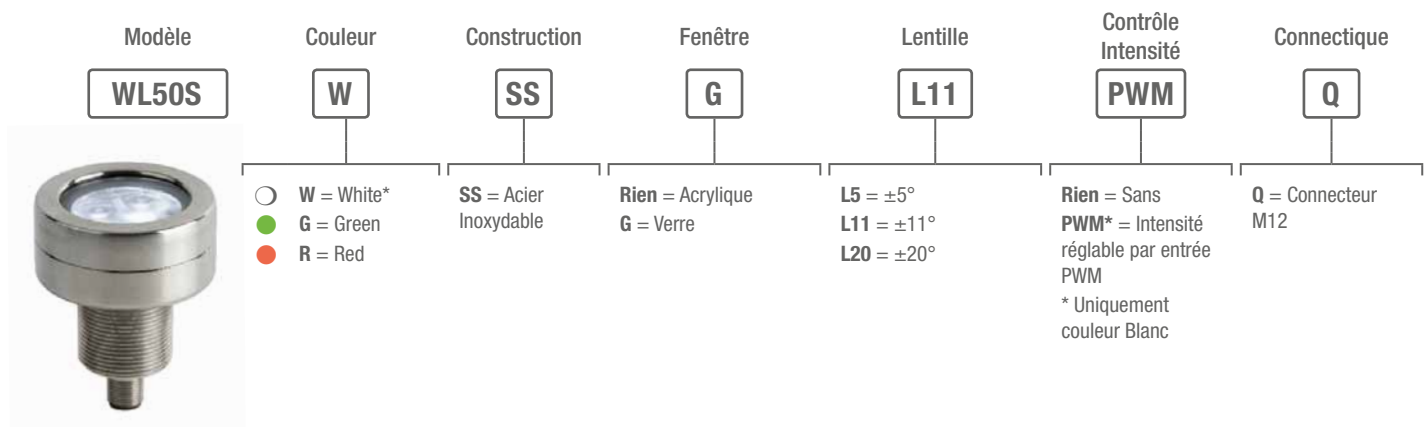 Modèle
Couleur
Construction
Fenêtre
Lentille
Contrôle
Intensité
Connectique
WL50S
W
SS
G
L11
PWM
Q
W = White*
G = Green
R = Red
SS = Acier
Inoxydable
Rien = Acrylique
G = Verre
L5 = ±5°
L11 = ±11°
L20 = ±20°
Rien = Sans
PWM* = Intensité
réglable par entrée
PWM
* Uniquement
couleur Blanc
Q = Connecteur
M12